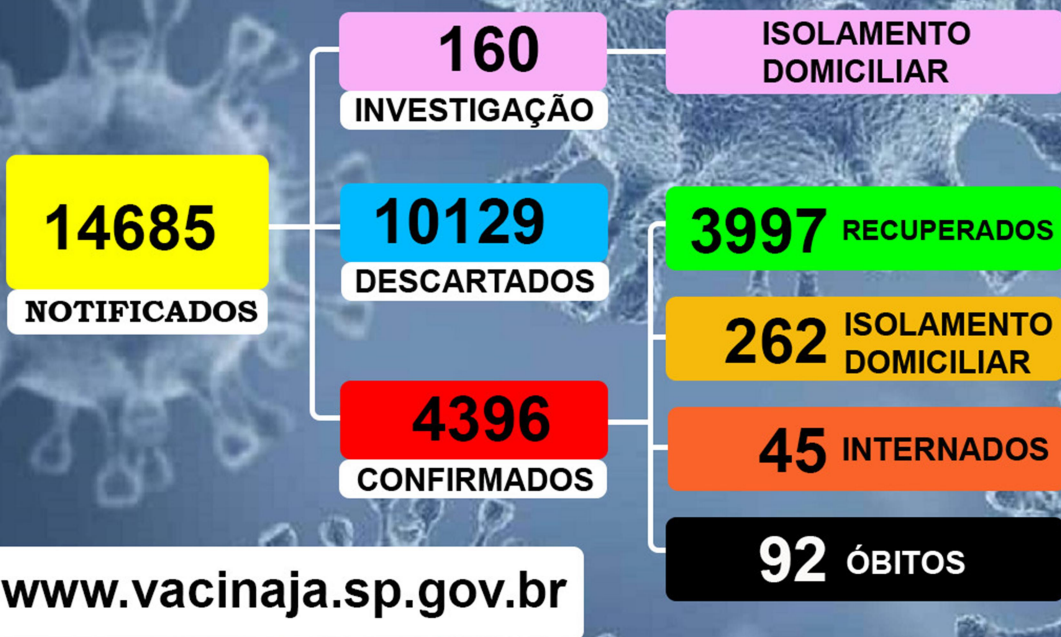 160
INVESTIGAÇÃO
ISOLAMENTO
DOMICILIAR
14685
NOTIFICADOS
10129
DESCARTADOS
3997 RECUPERADOS
262 ISOLAMENTO
DOMICILIAR
4396
CONFIRMADOS
45 INTERNADOS
92 ÓBITOS
www.vacinaja.sp.gov.br